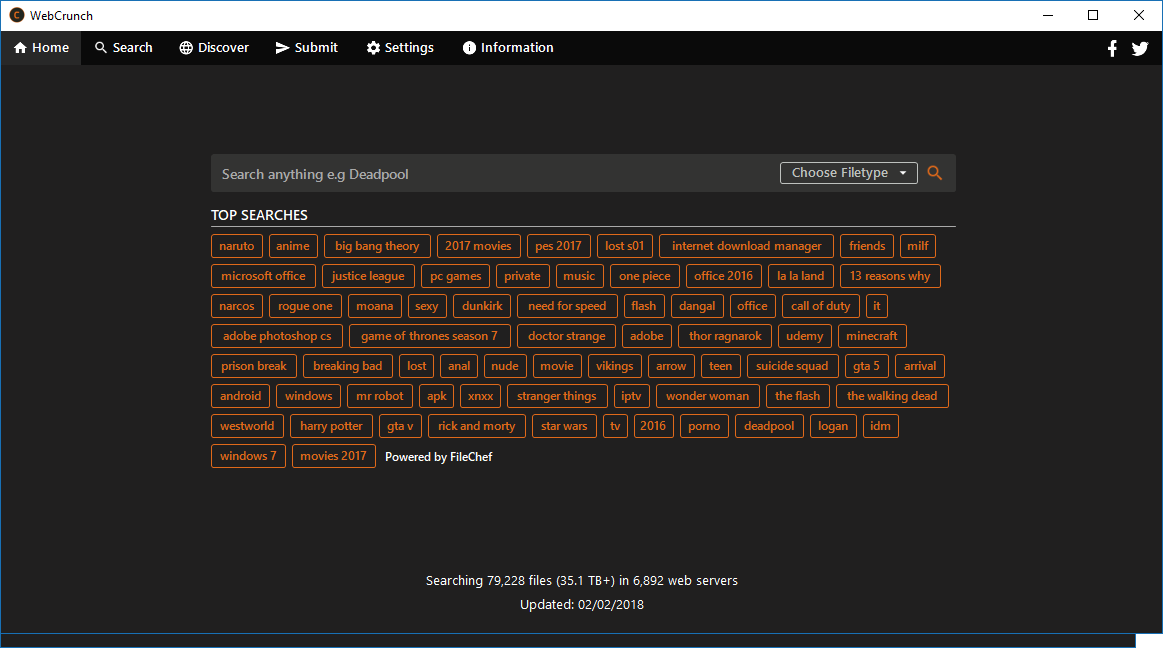 WebCrunch
Home Search Discover Submit Settings Information
Search anything e.g Deadpool Choose Filetype
TOP SEARCHES
naruto anime big bang theory 2017 movies pes 2017 lost s01 internet download manager friends milf
microsoft office justice league pc games private music one piece office 2016 la la land 13 reasons why
narcos rogue one moana sexy dunkirk need for speed flash dangal office call of duty it
adobe photoshop cs game of thrones season 7 doctor strange adobe thor ragnarok udemy minecraft
prison break breaking bad lost anal nude movie vikings arrow teen suicide squad gta 5 arrival
android windows mr robot apk xnxx stranger things iptv wonder woman the flash the walking dead
westworld harry potter gta v rick and morty star wars tv 2016 porno deadpool logan idm
windows 7 movies 2017 Powered by FileChef
Searching 79,228 files (35.1 TB+) in 6,892 web servers
Updated: 02/02/2018